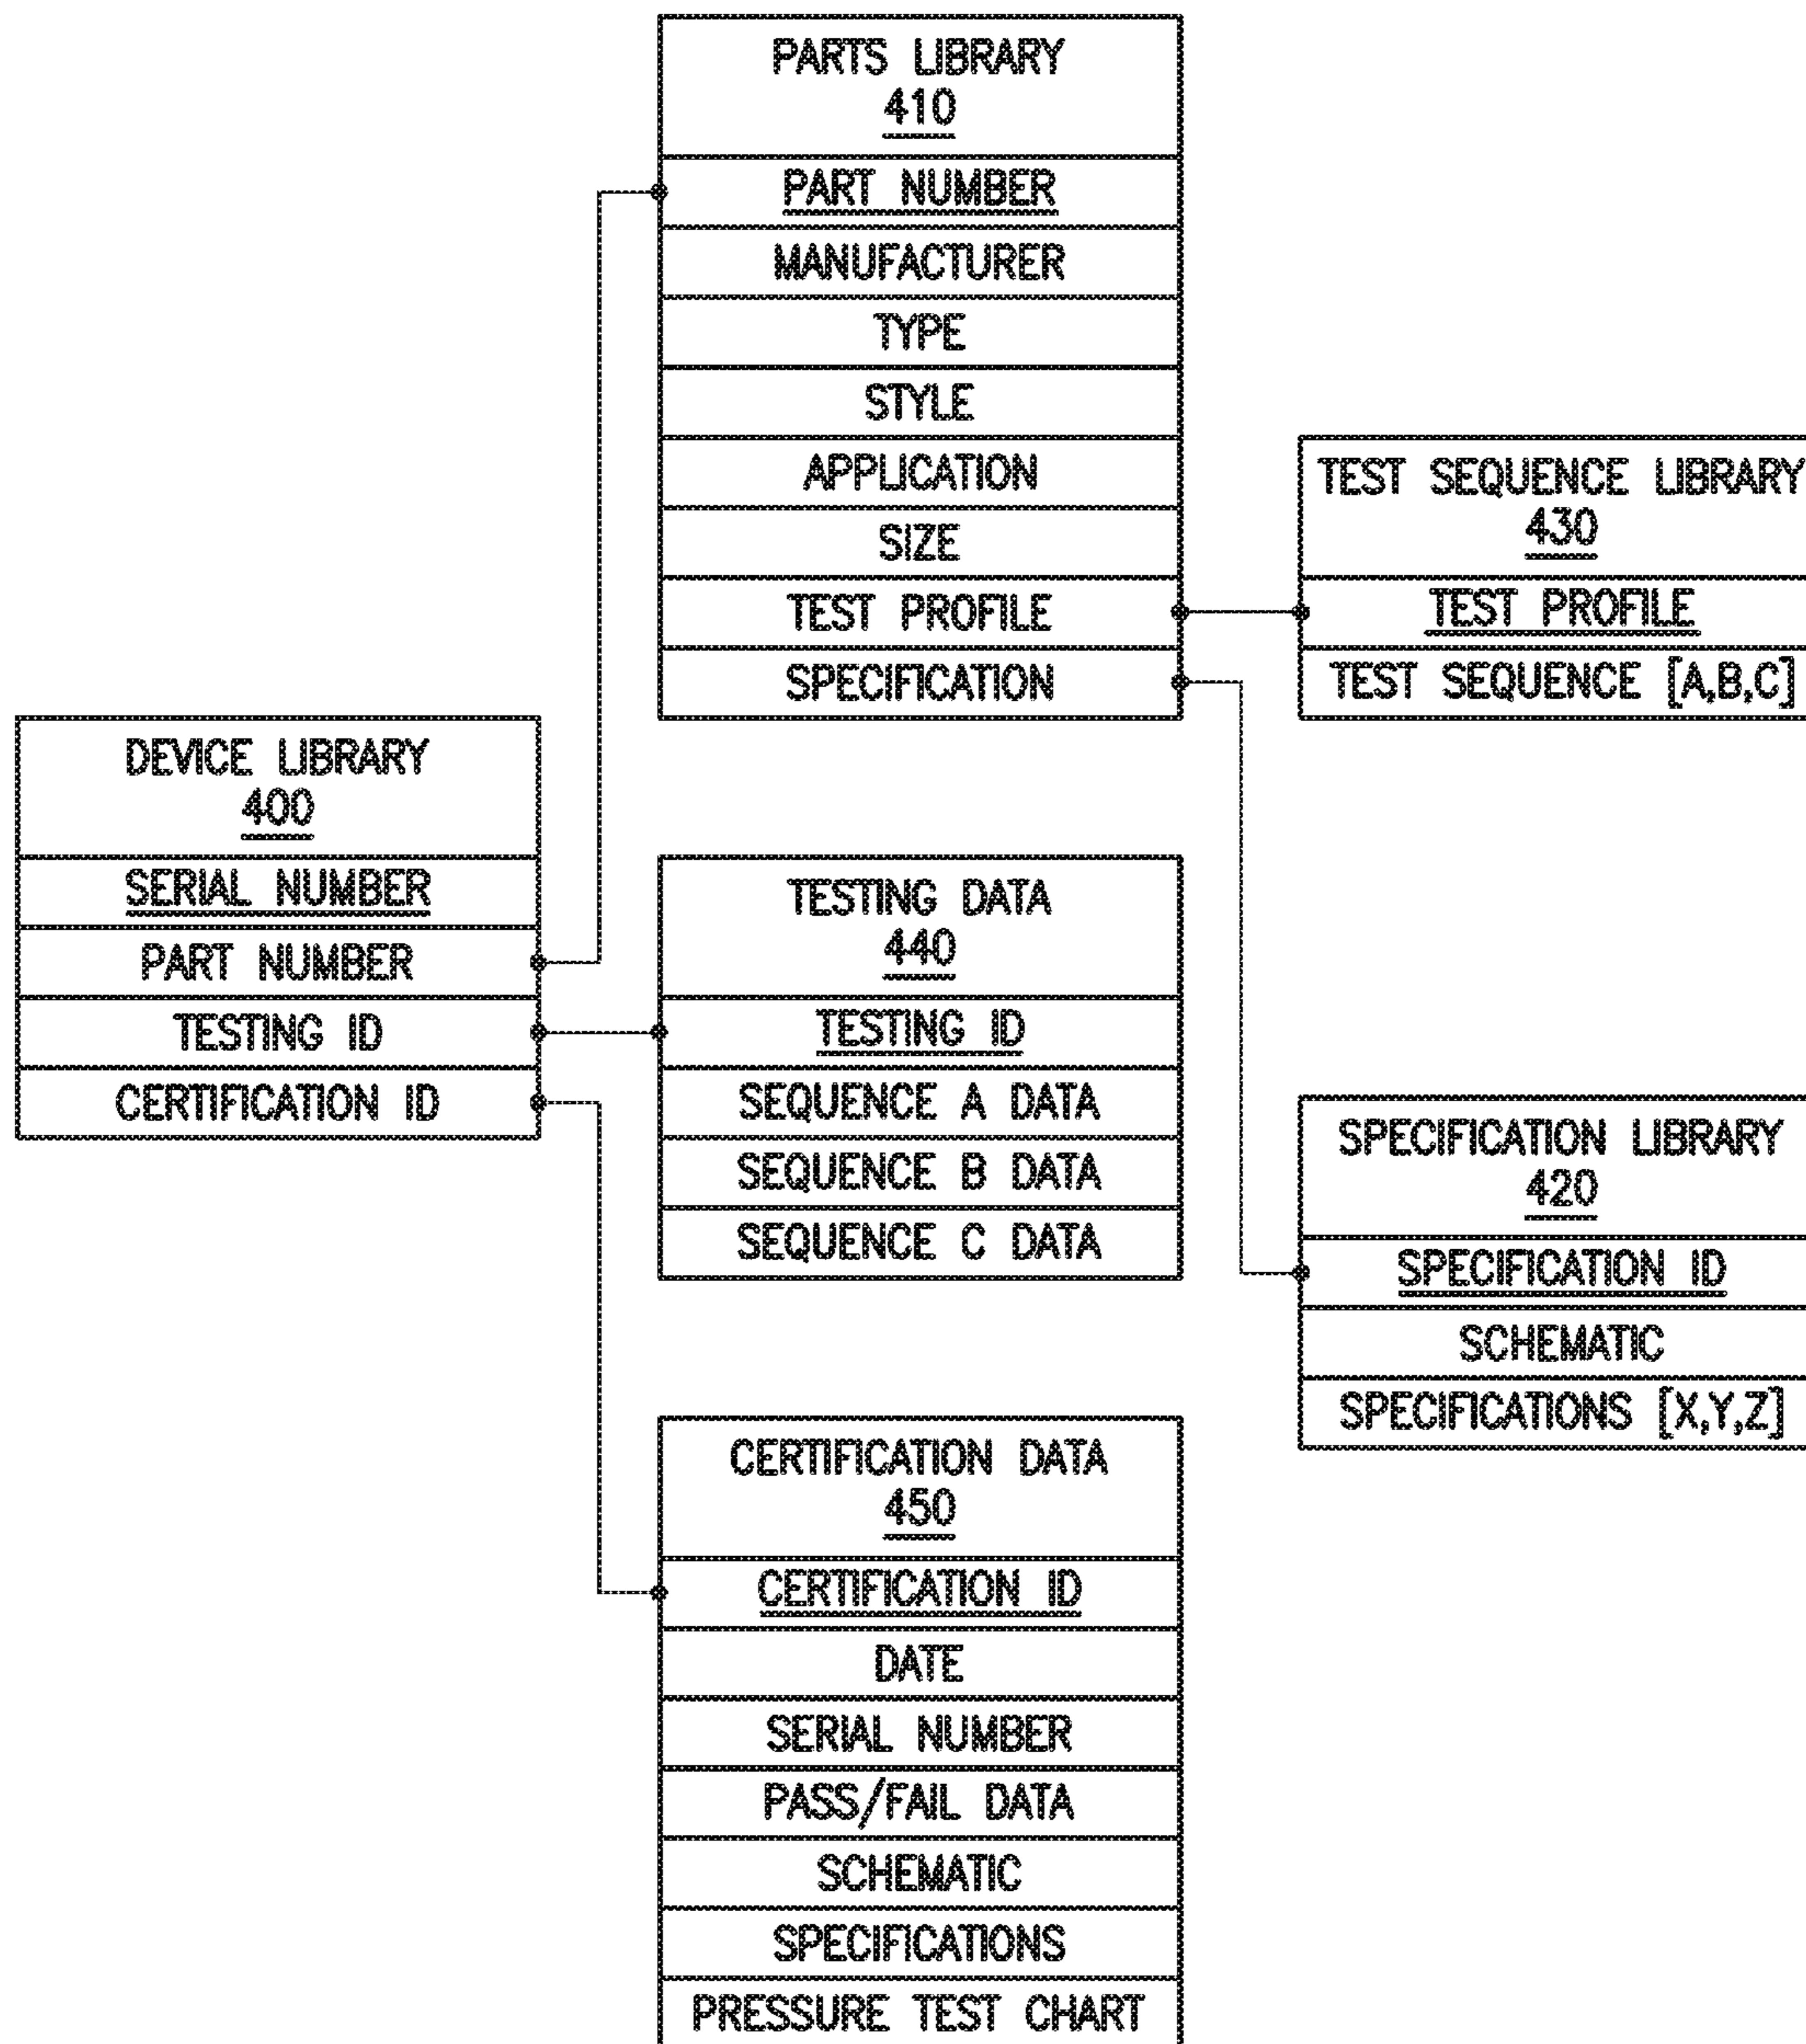 PARTS LIBRARY
410
PART NUMBER
MANUFACTURER
TYPE
STYLE
APPLICATION
SIZE
TEST PROFILE
SPECIFICATION
TEST SEQUENCE LIBRARY
430
TEST PROFILE
TEST SEQUENCE [A,B,C]
DEVICE LIBRARY
400
SERIAL NUMBER
PART NUMBER
TESTING ID
CERTIFICATION ID
TESTING DATA
440
TESTING ID
SEQUENCE A DATA
SEQUENCE B DATA
SEQUENCE C DATA
SPECIFICATION LIBRARY
420
SPECIFICATION ID
SCHEMATIC
SPECIFICATIONS [X,Y,Z]
CERTIFICATION DATA
450
CERTIFICATION ID
DATE
SERIAL NUMBER
PASS/FAIL DATA
SCHEMATIC
SPECIFICATIONS
PRESSURE TEST CHART